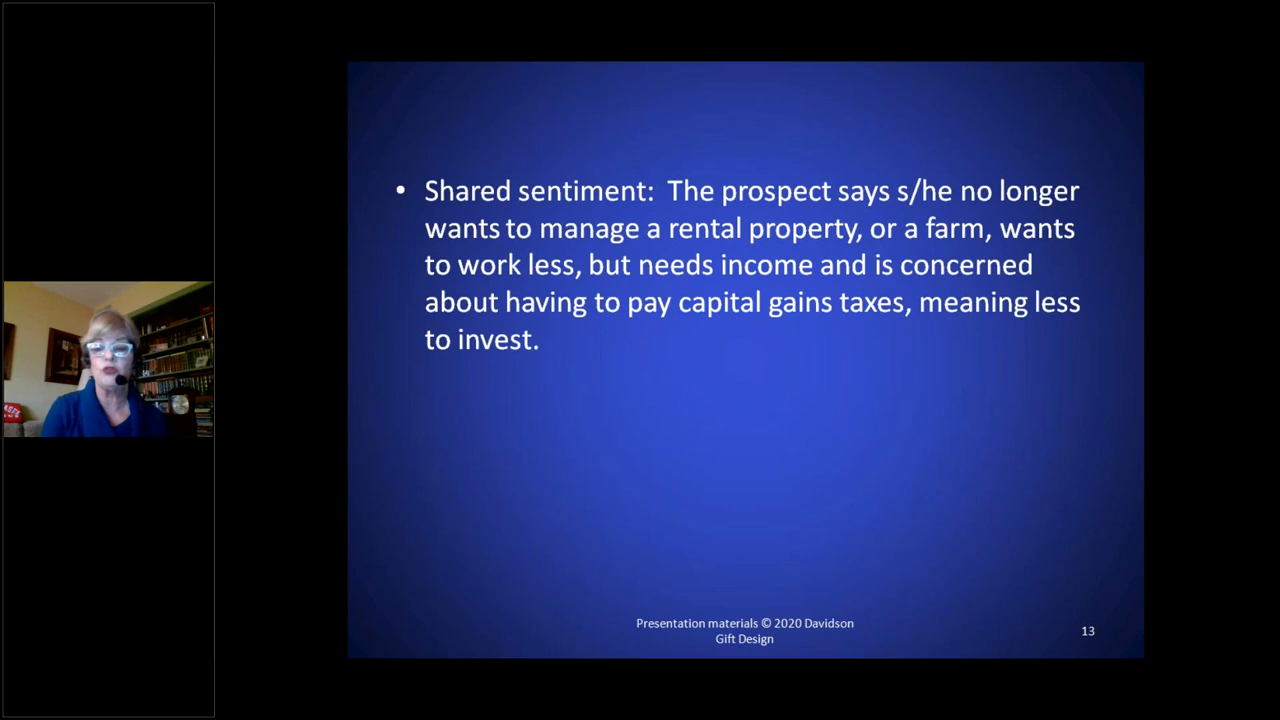 • Shared sentiment: The prospect says s/he no longer
wants to manage a rental property, or a farm, wants
to work less, but needs income and is concerned
about having to pay capital gains taxes, meaning less
to invest.
Presentation materials © 2020 Davidson
Gift Design
13